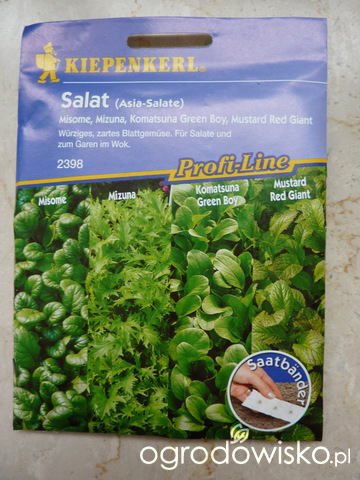 KIEPENKERL®
Salat (Asia-Salate)
Misome, Mizuna, Komatsuna Green Boy, Mustard Red Giant
Würziges, zartes Blattgemüse. Für Salate und
zum Garen im Wok.
2398
Profi-Line
Misome
Mizuna
Komatsuna
Green Boy
Mustard
Red Giant
Saatbänder
ogrodowisko.pl